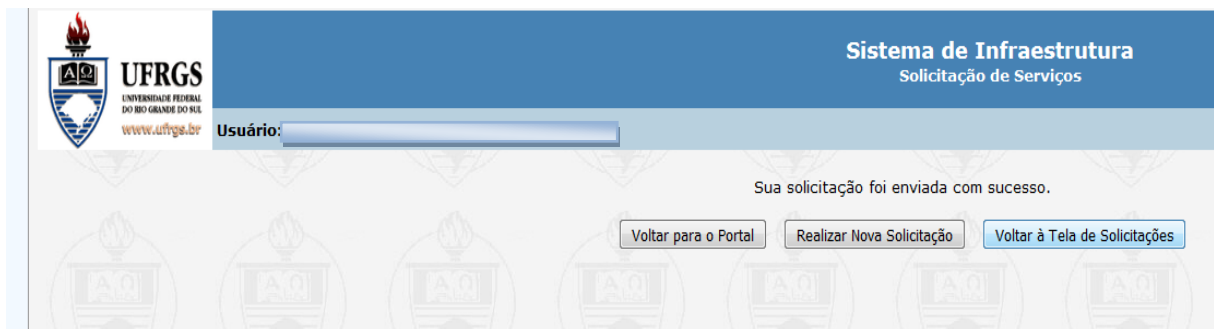 Sistema de Infraestrutura
Solicitação de Serviços
ΑΩ
UFRGS
UNIVERSIDADE FEDERAL
DO RIO GRANDE DO SUL
www.ufrgs.br
Usuário:
Sua solicitação foi enviada com sucesso.
Voltar para o Portal Realizar Nova Solicitação Voltar à Tela de Solicitações